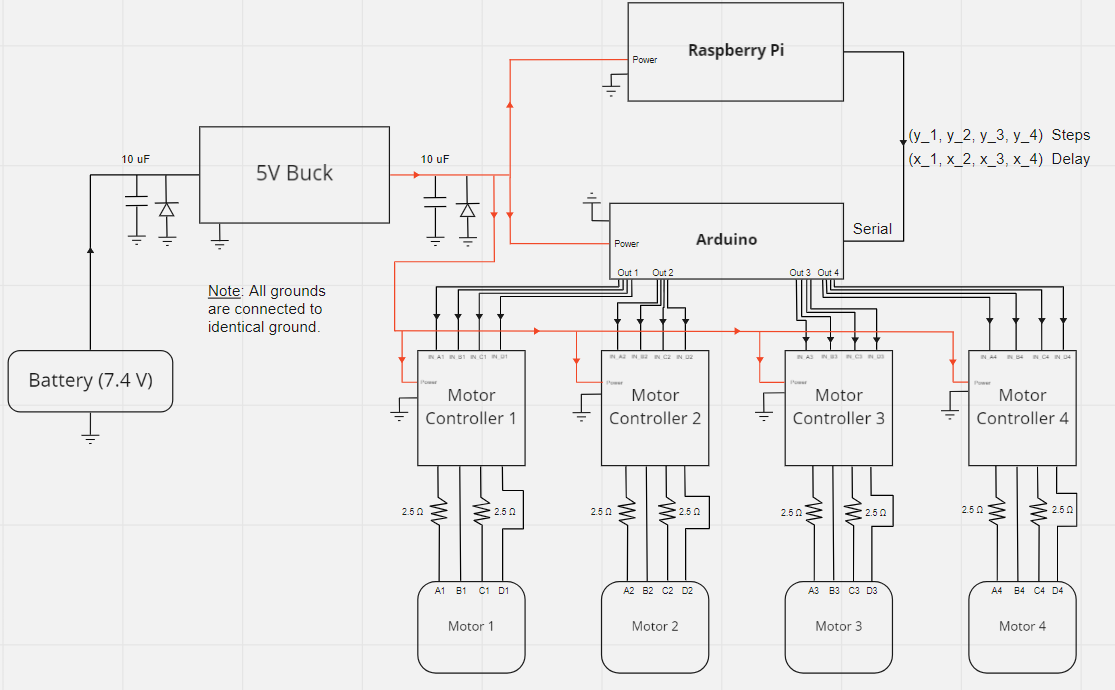 Raspberry Pi
Power
(y_1, y_2, y_3, y_4) Steps
(x_1, x_2, x_3, x_4) Delay
10 uF
5V Buck
10 uF
Arduino
Power
Serial
Out 1
Out 2
Out 3
Out 4
Note: All grounds
are connected to
identical ground.
Battery (7.4 V)
IN_A1 IN_B1 IN_C1 IN_D1
Power
Motor
Controller 1
IN_A2 IN_B2 IN_C2 IN_D2
Power
Motor
Controller 2
IN_A3 IN_B3 IN_C3 IN_D3
Power
Motor
Controller 3
IN_A4 IN_B4 IN_C4 IN_D4
Power
Motor
Controller 4
2.5 Ω
2.5 Ω
2.5 Ω
2.5 Ω
2.5 Ω
2.5 Ω
2.5 Ω
2.5 Ω
A1 B1 C1 D1
Motor 1
A2 B2 C2 D2
Motor 2
A3 B3 C3 D3
Motor 3
A4 B4 C4 D4
Motor 4